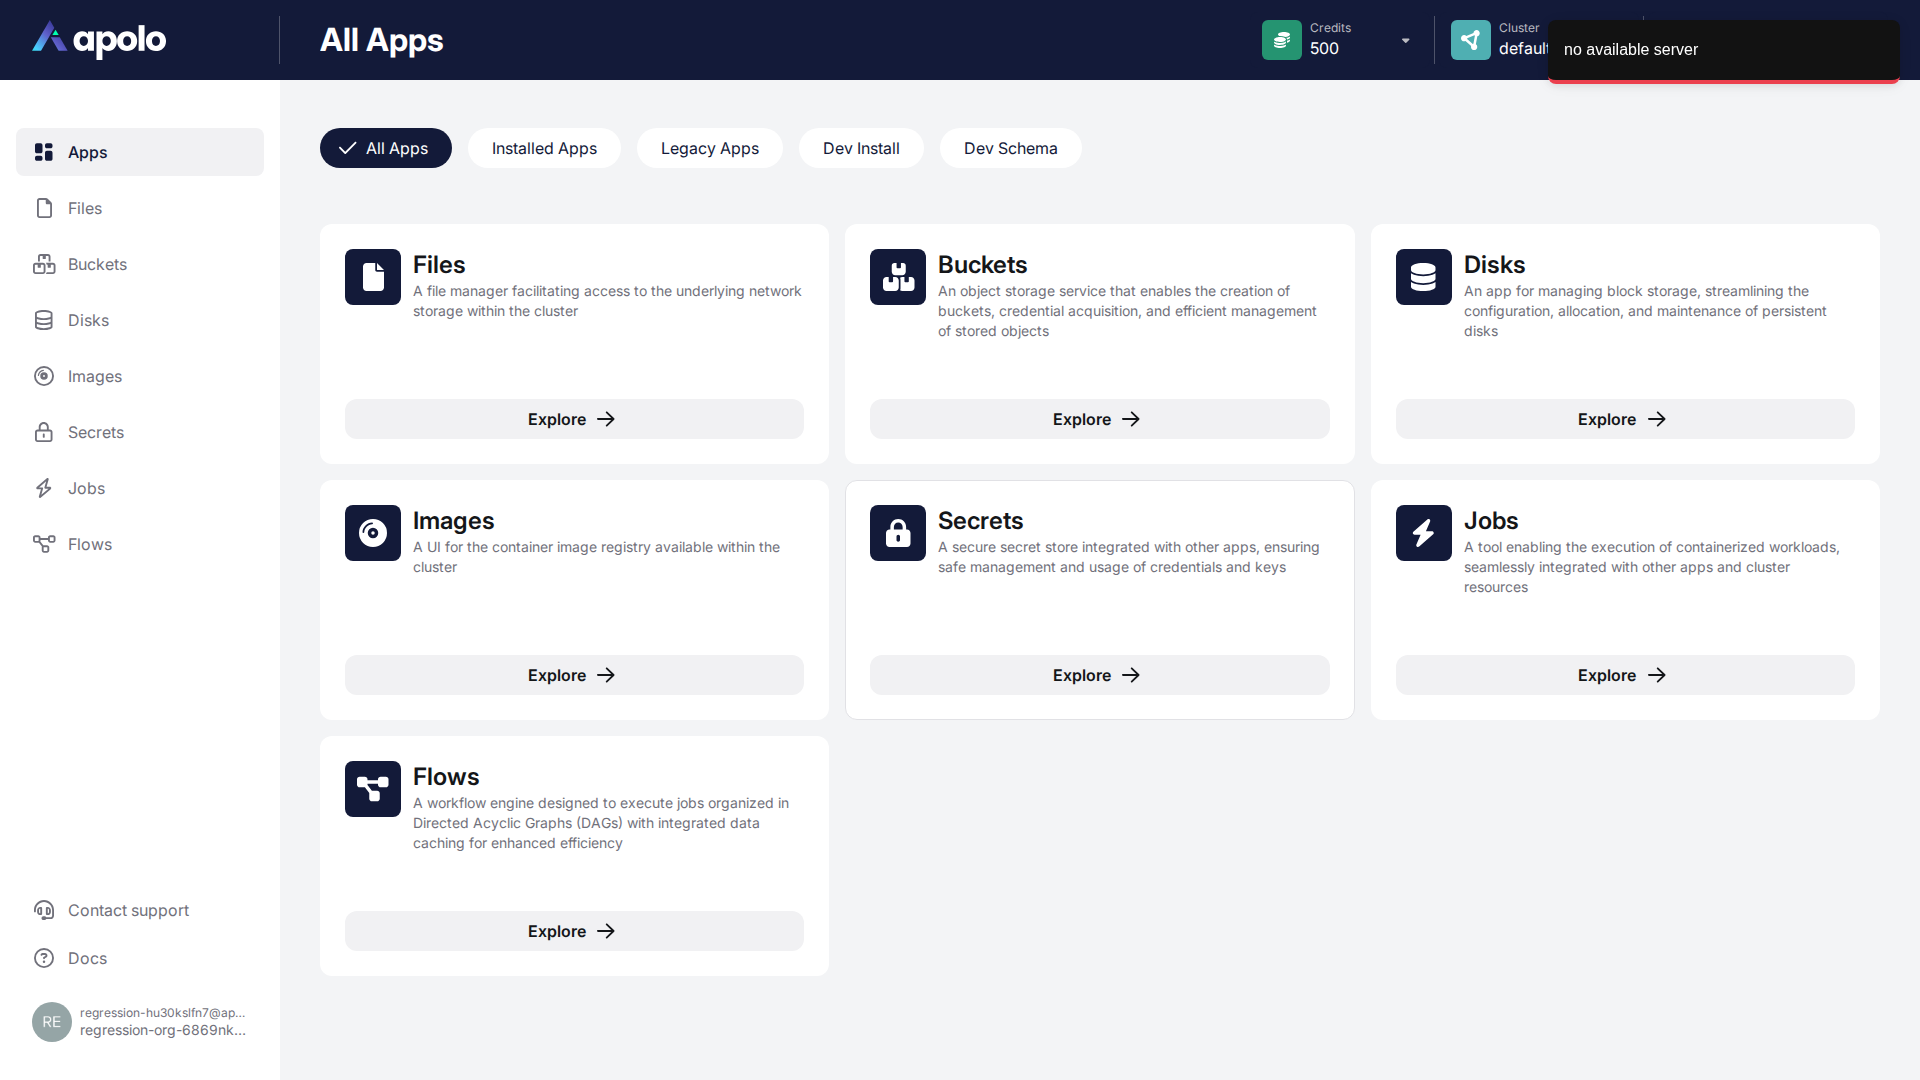 apolo
All Apps
Credits
500
Cluster
default
no available server
Apps
Files
Buckets
Disks
Images
Secrets
Jobs
Flows
Contact support
Docs
RE
regression-hu30kslfn7@ap...
regression-org-6869nk...
All Apps
Installed Apps
Legacy Apps
Dev Install
Dev Schema
Files
A file manager facilitating access to the underlying network
storage within the cluster
Explore
Buckets
An object storage service that enables the creation of
buckets, credential acquisition, and efficient management
of stored objects
Explore
Disks
An app for managing block storage, streamlining the
configuration, allocation, and maintenance of persistent
disks
Explore
Images
A UI for the container image registry available within the
cluster
Explore
Secrets
A secure secret store integrated with other apps, ensuring
safe management and usage of credentials and keys
Explore
Jobs
A tool enabling the execution of containerized workloads,
seamlessly integrated with other apps and cluster
resources
Explore
Flows
A workflow engine designed to execute jobs organized in
Directed Acyclic Graphs (DAGs) with integrated data
caching for enhanced efficiency
Explore